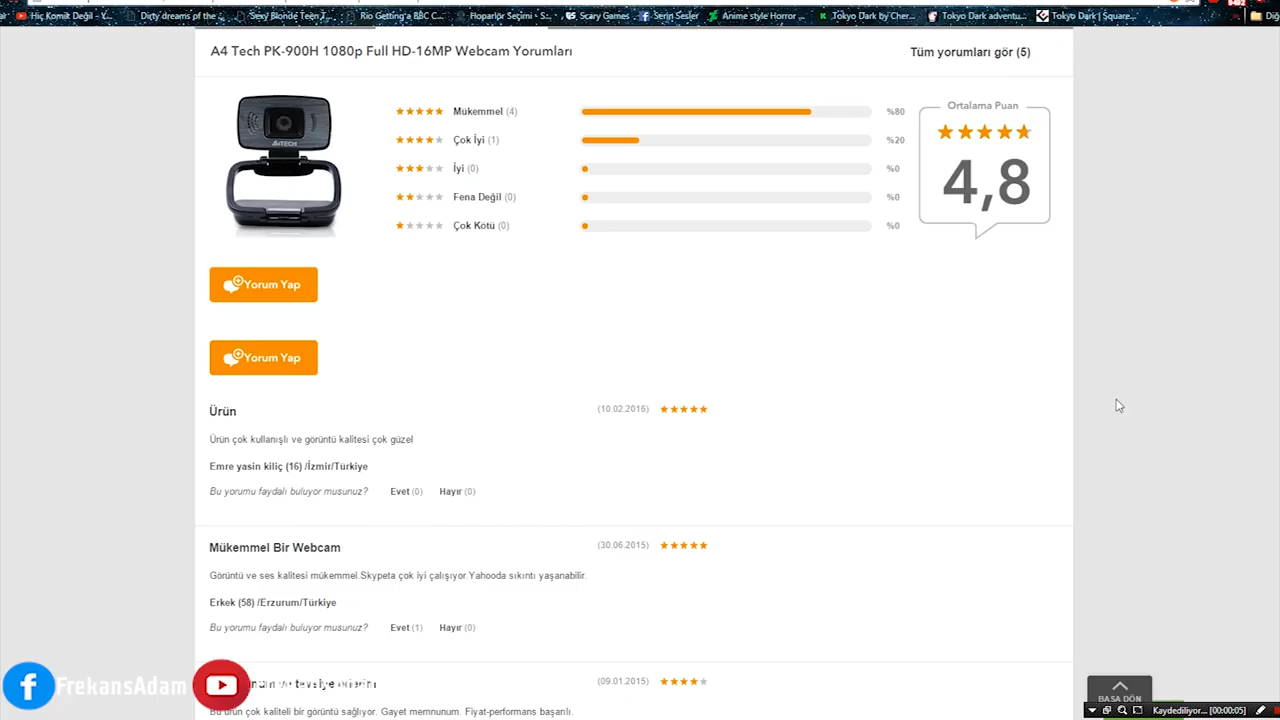 Hiç Komik Değil - Y...
Dirty dreams pf the ...
Sexy Blonde Teen T...
Rio Getting'a BBC C...
Hoparlör Seçimi - S...
Scary Games
Serin Sesler
Anime style Horror ...
Tokyo Dark by Cher...
Tokyo Dark adventu...
Tokyo Dark | Square...
A4 Tech PK-900H 1080p Full HD-16MP Webcam Yorumları
Tüm yorumları gör (5)
Mükemmel (4)
%80
Çok İyi (1)
%20
İyi (0)
%0
Fena Değil (0)
%0
Çok Kötü (0)
%0
Ortalama Puan
4,8
A4TECH
Yorum Yap
Yorum Yap
Ürün
(10.02.2016)
Ürün çok kullanışlı ve görüntü kalitesi çok güzel
Emre yasin kiliç (16) /İzmir/Türkiye
Bu yorumu faydalı buluyor musunuz? Evet (0) Hayır (0)
Mükemmel Bir Webcam
(30.06.2015)
Görüntü ve ses kalitesi mükemmel.Skypeta çok iyi çalışıyor.Yahooda sıkıntı yaşanabilir.
Erkek (58) /Erzurum/Türkiye
Bu yorumu faydalı buluyor musunuz? Evet (1) Hayır (0)
(09.01.2015)
Bu ürün çok kaliteli bir görüntü sağlıyor. Gayet memnunum. Fiyat-performans başarılı.
FrekansAdam
BAŞA DÖN
Kaydediliyor... [00:00:05]